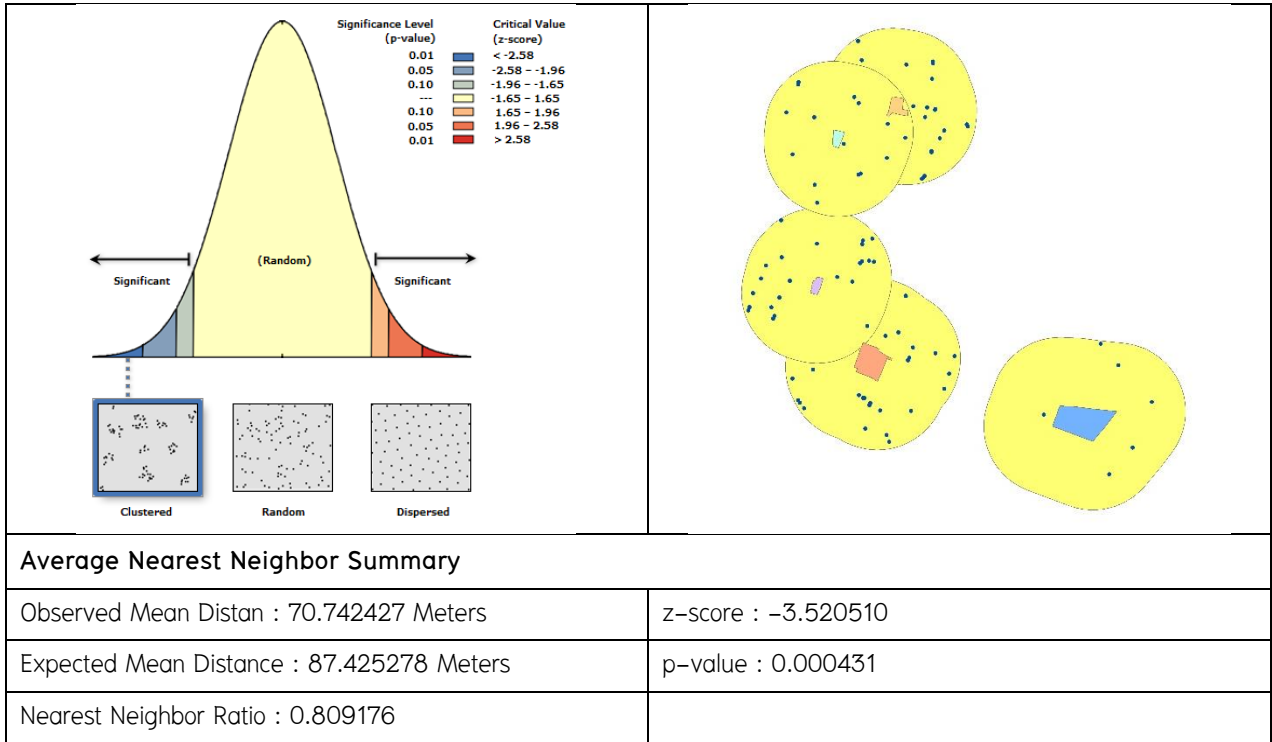 Significance Level Critical Value
(p-value) (z-score)
0.01 < -2.58
0.05 -2.58 - -1.96
0.10 -1.96 - -1.65
--- -1.65 - 1.65
0.10 1.65 - 1.96
0.05 1.96 - 2.58
0.01 > 2.58
(Random)
Significant Significant
Clustered Random Dispersed
Average Nearest Neighbor Summary
Observed Mean Distan : 70.742427 Meters z-score : -3.520510
Expected Mean Distance : 87.425278 Meters p-value : 0.000431
Nearest Neighbor Ratio : 0.809176